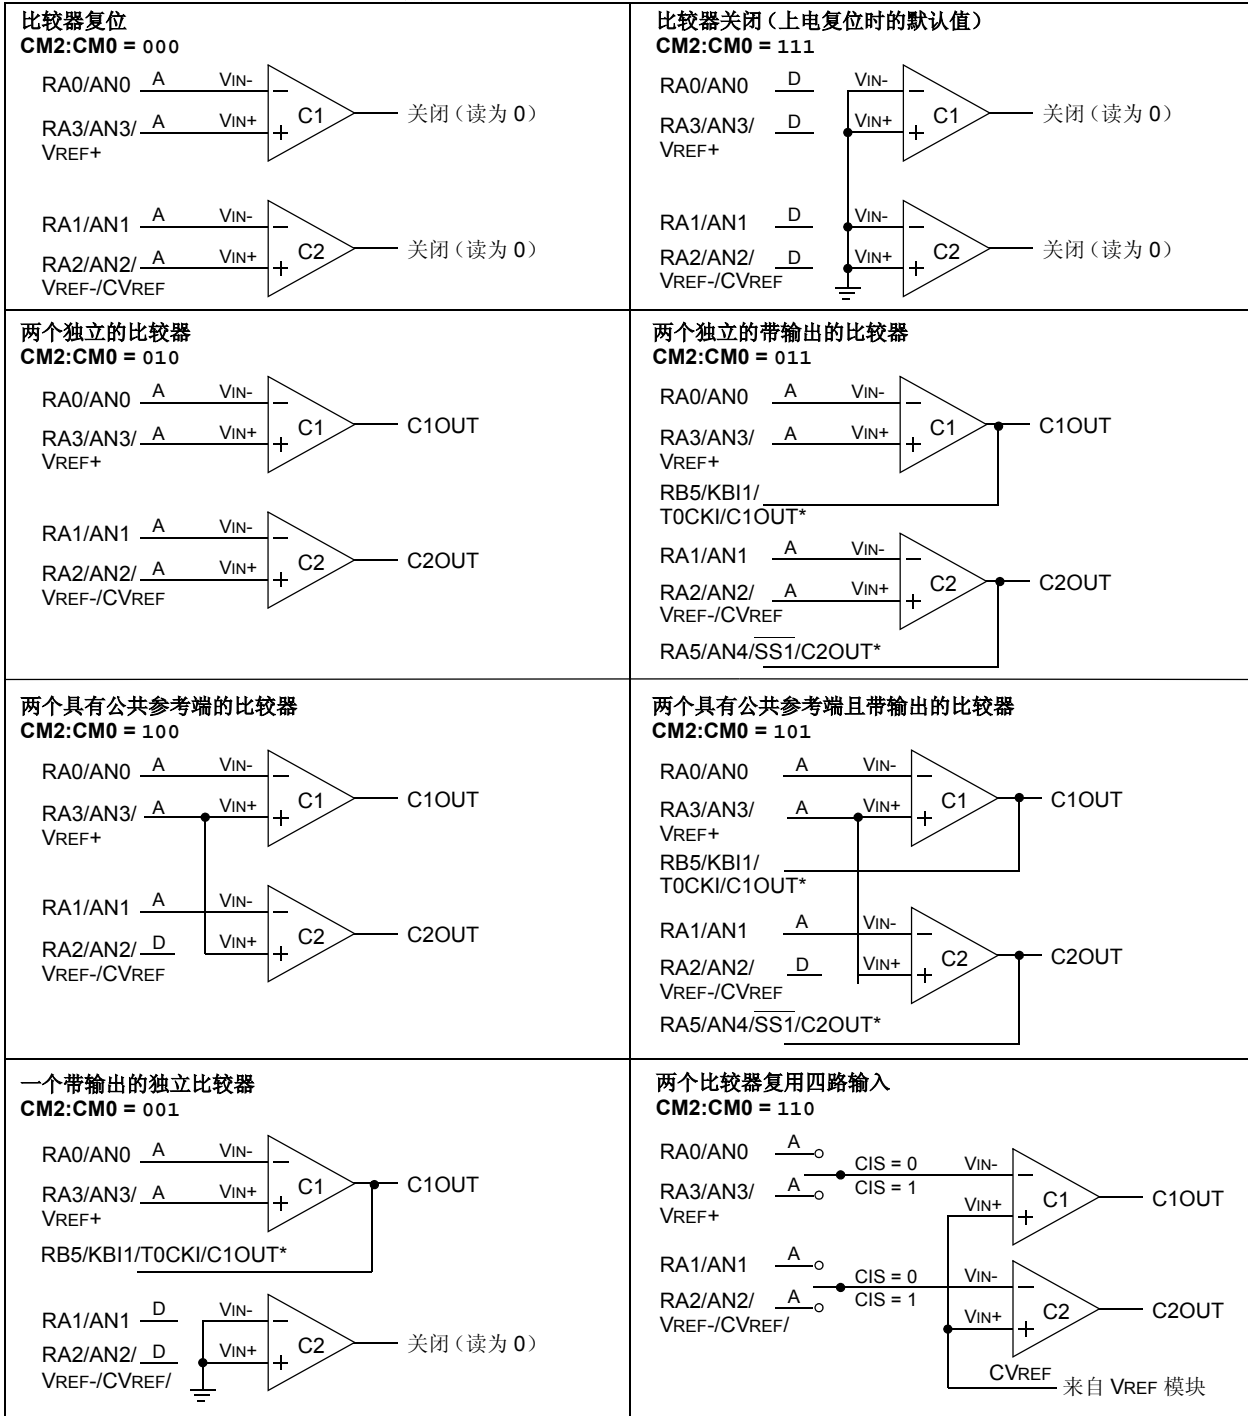 比较器复位
CM2:CM0 = 000
RA0/AN0 A VIN-
C1 关闭（读为 0）
RA3/AN3/ A VIN+
VREF+
RA1/AN1 A VIN-
C2 关闭（读为 0）
RA2/AN2/ A VIN+
VREF-/CVREF
比较器关闭（上电复位时的默认值）
CM2:CM0 = 111
RA0/AN0 D VIN-
C1 关闭（读为 0）
RA3/AN3/ D VIN+
VREF+
RA1/AN1 D VIN-
C2 关闭（读为 0）
RA2/AN2/ D VIN+
VREF-/CVREF
两个独立的比较器
CM2:CM0 = 010
RA0/AN0 A VIN-
C1 C1OUT
RA3/AN3/ A VIN+
VREF+
RA1/AN1 A VIN-
C2 C2OUT
RA2/AN2/ A VIN+
VREF-/CVREF
两个独立的带输出的比较器
CM2:CM0 = 011
RA0/AN0 A VIN-
C1 C1OUT
RA3/AN3/ A VIN+
VREF+
RB5/KBI1/
T0CKI/C1OUT*
RA1/AN1 A VIN-
C2 C2OUT
RA2/AN2/ A VIN+
VREF-/CVREF
RA5/AN4/SS1/C2OUT*
两个具有公共参考端的比较器
CM2:CM0 = 100
RA0/AN0 A VIN-
C1 C1OUT
RA3/AN3/ A VIN+
VREF+
RA1/AN1 A VIN-
C2 C2OUT
RA2/AN2/ D VIN+
VREF-/CVREF
两个具有公共参考端且带输出的比较器
CM2:CM0 = 101
RA0/AN0 A VIN-
C1 C1OUT
RA3/AN3/ A VIN+
VREF+
RB5/KBI1/
T0CKI/C1OUT*
RA1/AN1 A VIN-
C2 C2OUT
RA2/AN2/ D VIN+
VREF-/CVREF
RA5/AN4/SS1/C2OUT*
一个带输出的独立比较器
CM2:CM0 = 001
RA0/AN0 A VIN-
C1 C1OUT
RA3/AN3/ A VIN+
VREF+
RB5/KBI1/T0CKI/C1OUT*
RA1/AN1 D VIN-
C2 关闭（读为 0）
RA2/AN2/ D VIN+
VREF-/CVREF/
两个比较器复用四路输入
CM2:CM0 = 110
RA0/AN0 A
CIS = 0 VIN-
RA3/AN3/ A CIS = 1
VREF+ VIN+ C1 C1OUT
RA1/AN1 A
CIS = 0 VIN-
RA2/AN2/ A CIS = 1
VREF-/CVREF/ VIN+ C2 C2OUT
CVREF
来自 VREF 模块